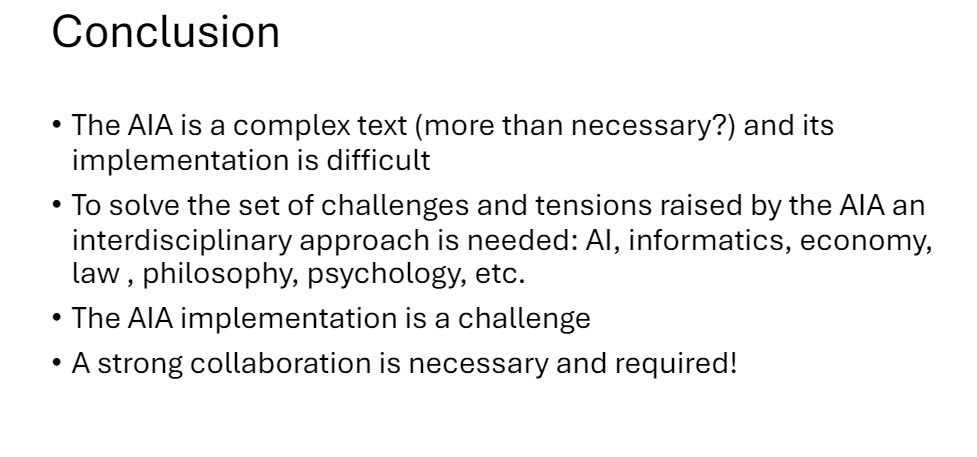 Conclusion
• The AIA is a complex text (more than necessary?) and its
implementation is difficult
• To solve the set of challenges and tensions raised by the AIA an
interdisciplinary approach is needed: AI, informatics, economy,
law , philosophy, psychology, etc.
• The AIA implementation is a challenge
• A strong collaboration is necessary and required!